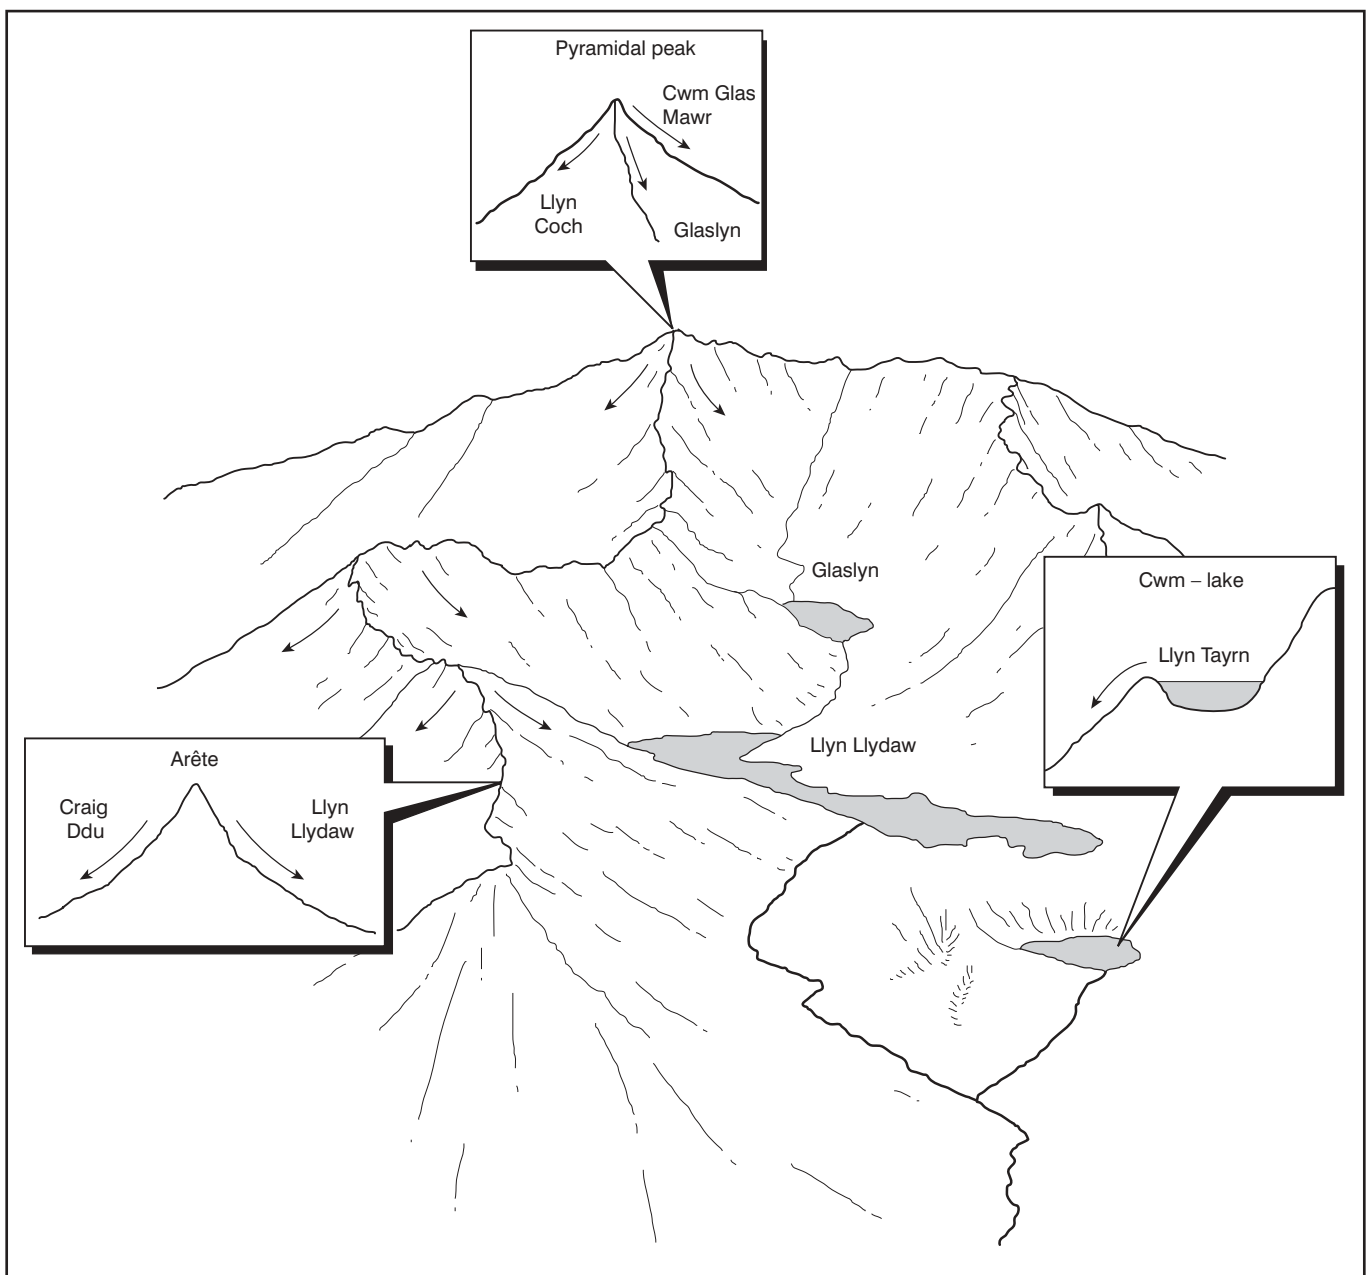 Pyramidal peak
Cwm Glas
Mawr
Llyn
Coch
Glaslyn
Glaslyn
Cwm – lake
Llyn Tayrn
Llyn Llydaw
Arête
Craig
Ddu
Llyn
Llydaw